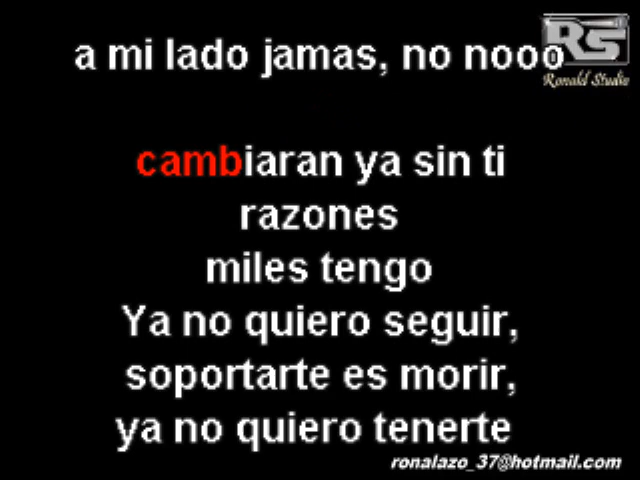 a mi lado jamas, no nooo
RS
Ronald Studio
cambiaran ya sin ti
razones
miles tengo
Ya no quiero seguir,
soportarte es morir,
ya no quiero tenerte
ronalazo_37@hotmail.com